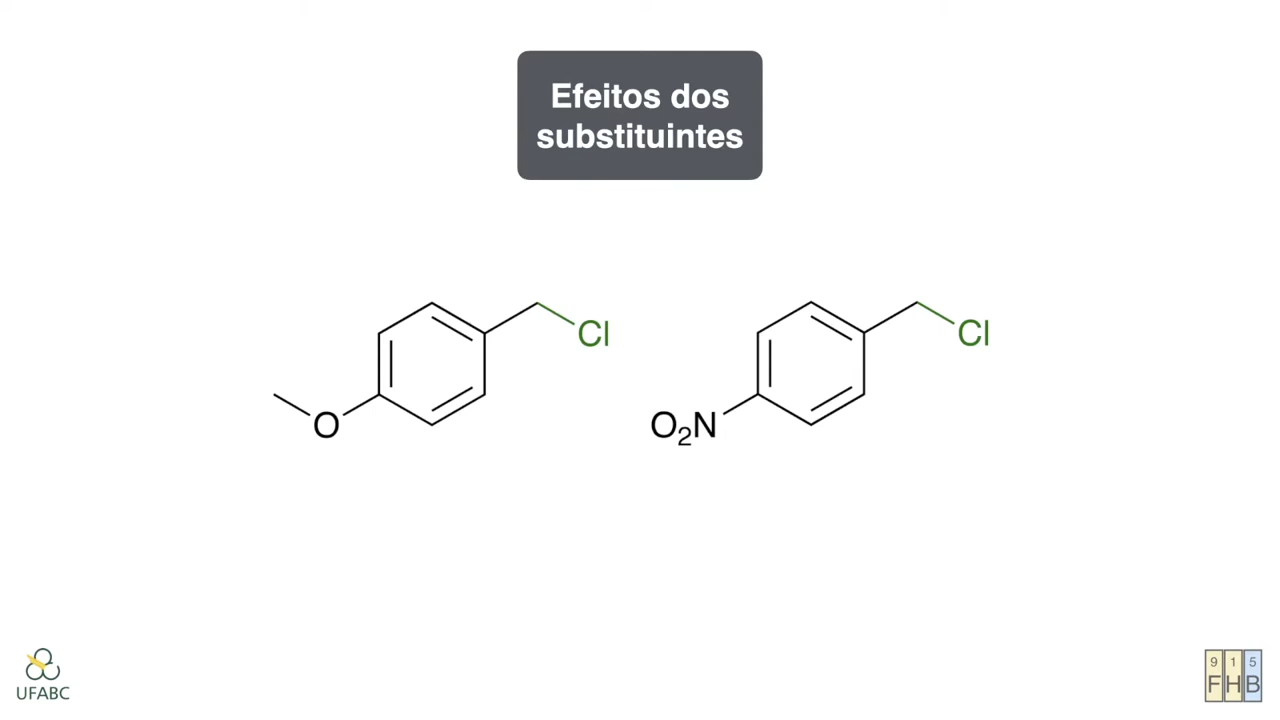 Efeitos dos
substituintes
Cl
Cl
O
O₂N
UFABC
9 1 5
F H B